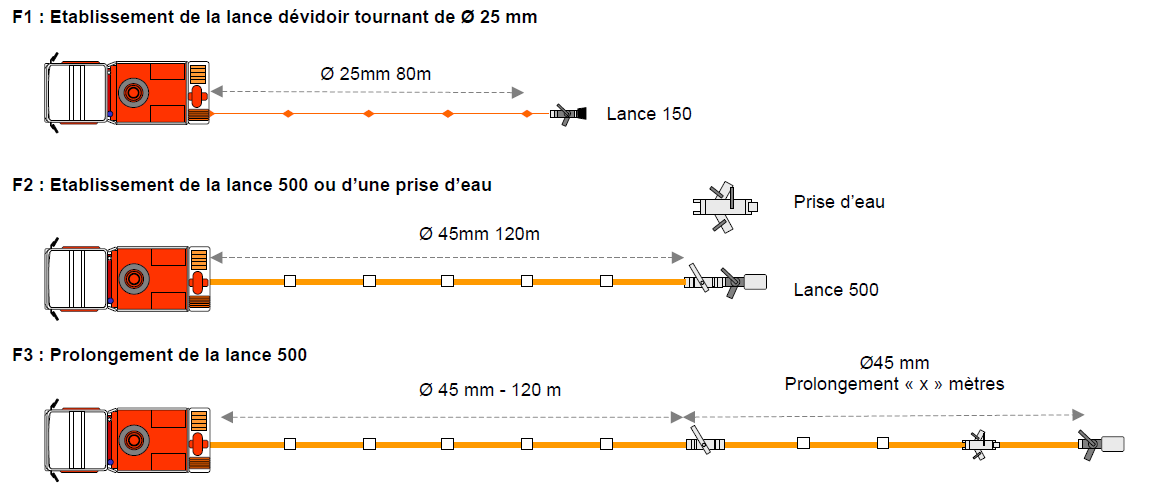 F1 : Etablissement de la lance dévidoir tournant de Ø 25 mm
Ø 25mm 80m
Lance 150
F2 : Etablissement de la lance 500 ou d’une prise d’eau
Prise d’eau
Ø 45mm 120m
Lance 500
F3 : Prolongement de la lance 500
Ø 45 mm - 120 m
Ø45 mm
Prolongement « x » mètres